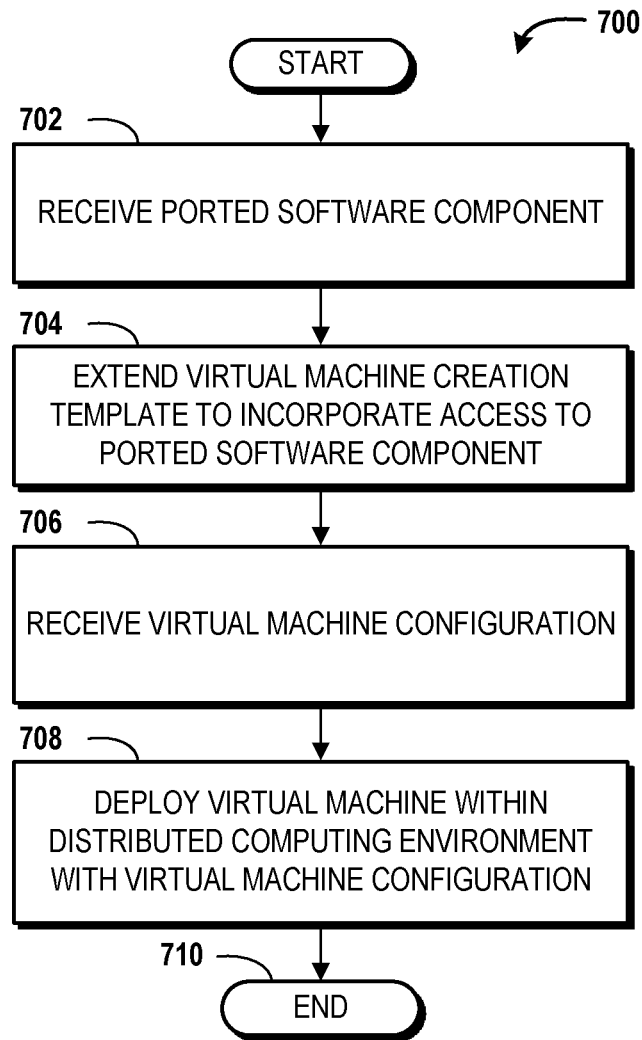 700
START
702
RECEIVE PORTED SOFTWARE COMPONENT
704
EXTEND VIRTUAL MACHINE CREATION
TEMPLATE TO INCORPORATE ACCESS TO
PORTED SOFTWARE COMPONENT
706
RECEIVE VIRTUAL MACHINE CONFIGURATION
708
DEPLOY VIRTUAL MACHINE WITHIN
DISTRIBUTED COMPUTING ENVIRONMENT
WITH VIRTUAL MACHINE CONFIGURATION
710
END